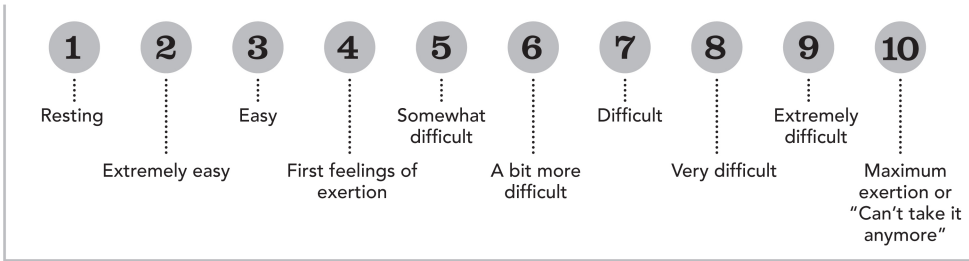 1 2 3 4 5 6 7 8 9 10
Resting
Extremely easy
Easy
First feelings of
exertion
Somewhat
difficult
A bit more
difficult
Difficult
Very difficult
Extremely
difficult
Maximum
exertion or
“Can't take it
anymore”